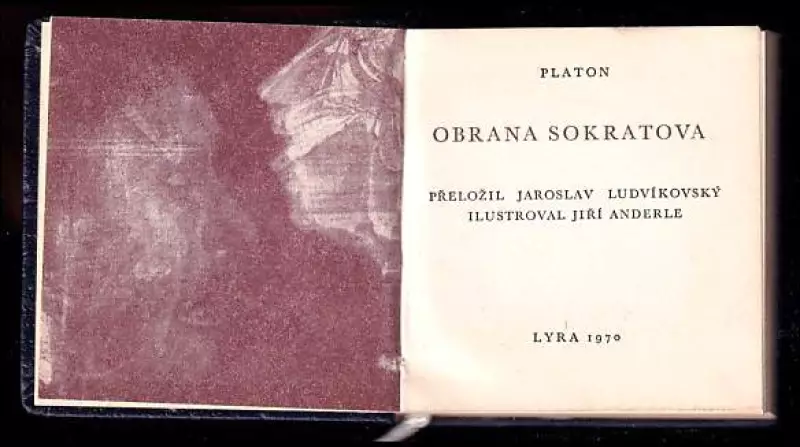 PLATON
OBRANA SOKRATOVA
PŘELOŽIL JAROSLAV LUDVÍKOVSKÝ
ILUSTROVAL JIŘÍ ANDERLE
LYRA 1970